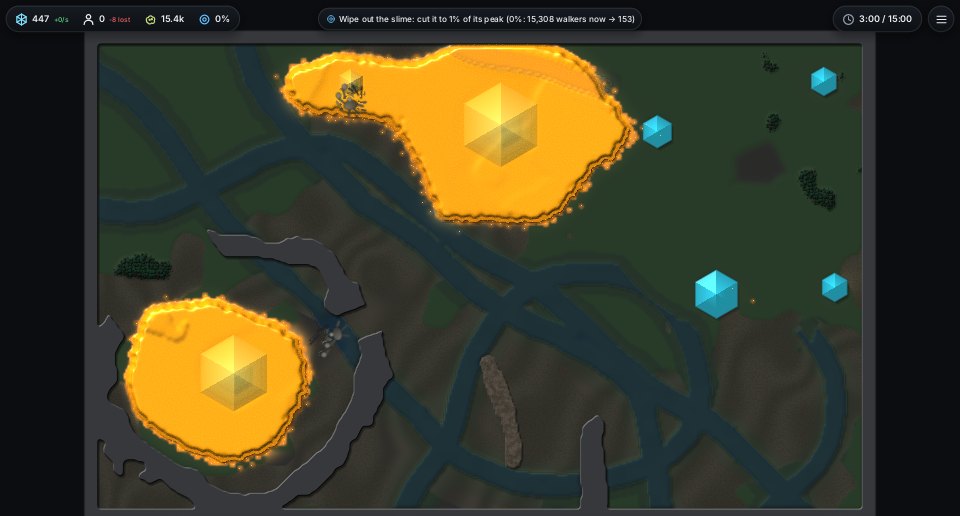 447 +0/s 0 -8 lost 15.4k 0% Wipe out the slime: cut it to 1% of its peak (0%: 15,308 walkers now → 153) 3:00 / 15:00